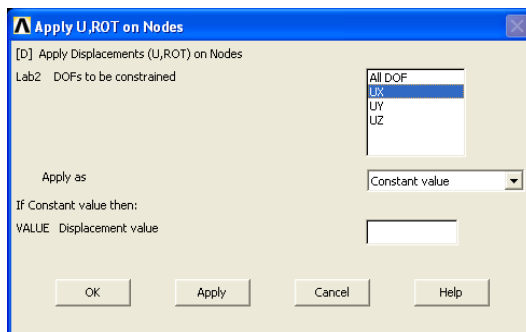 Apply U,ROT on Nodes
[D] Apply Displacements (U,ROT) on Nodes
Lab2 DOFs to be constrained
All DOF
UX
UY
UZ
Apply as
Constant value
If Constant value then:
VALUE Displacement value
OK Apply Cancel Help